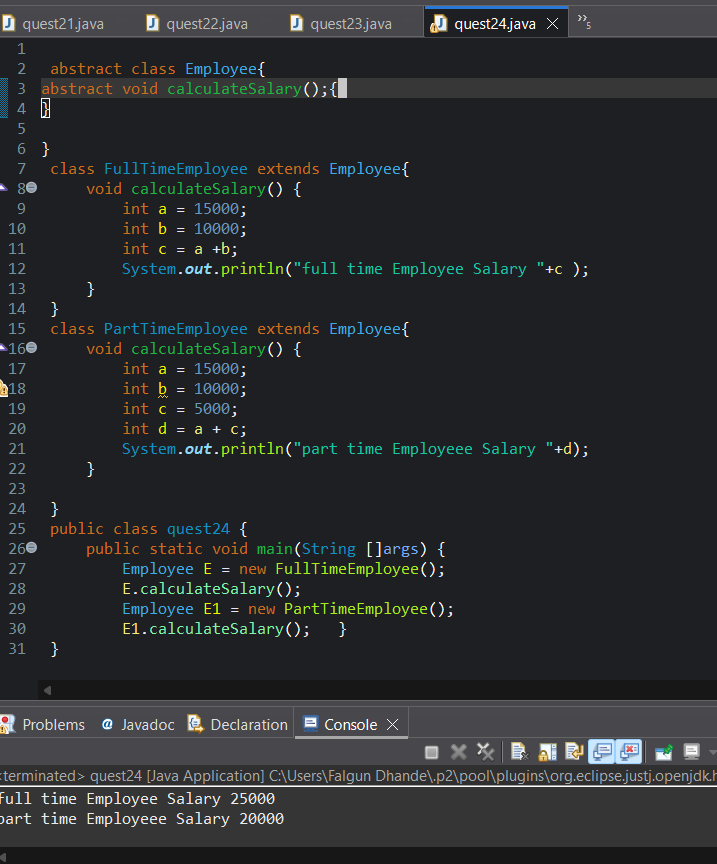 quest21.java quest22.java quest23.java quest24.java »5
1
2 abstract class Employee{
3 abstract void calculateSalary();{
4 }
5
6 }
7 class FullTimeEmployee extends Employee{
8 void calculateSalary() {
9 int a = 15000;
10 int b = 10000;
11 int c = a +b;
12 System.out.println("full time Employee Salary "+c );
13 }
14 }
15 class PartTimeEmployee extends Employee{
16 void calculateSalary() {
17 int a = 15000;
18 int b = 10000;
19 int c = 5000;
20 int d = a + c;
21 System.out.println("part time Employeee Salary "+d);
22 }
23
24 }
25 public class quest24 {
26 public static void main(String []args) {
27 Employee E = new FullTimeEmployee();
28 E.calculateSalary();
29 Employee E1 = new PartTimeEmployee();
30 E1.calculateSalary(); }
31 }
Problems @ Javadoc Declaration Console
<terminated> quest24 [Java Application] C:\Users\Falgun Dhande\.p2\pool\plugins\org.eclipse.justj.openjdk.h
full time Employee Salary 25000
part time Employeeee Salary 20000